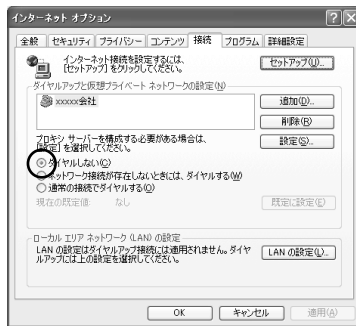 インターネット オプション
全般 セキュリティ プライバシー コンテンツ 接続 プログラム 詳細設定
インターネット接続を設定するには、
[セットアップ] をクリックしてください。
セットアップ(U)...
ダイヤルアップと仮想プライベート ネットワークの設定(N)
xxxxx会社
追加(D)...
削除(R)
プロキシ サーバーを構成する必要がある場合は、
[設定] を選択してください。
設定(S)...
ダイヤルしない(C)
ネットワーク接続が存在しないときには、ダイヤルする(W)
通常の接続でダイヤルする(O)
現在の既定値: なし
既定に設定(E)
ローカル エリア ネットワーク (LAN) の設定
LAN の設定はダイヤルアップ接続には適用されません。ダイヤ
ルアップには上の設定を選択してください。
LAN の設定(L)...
OK キャンセル 適用(A)